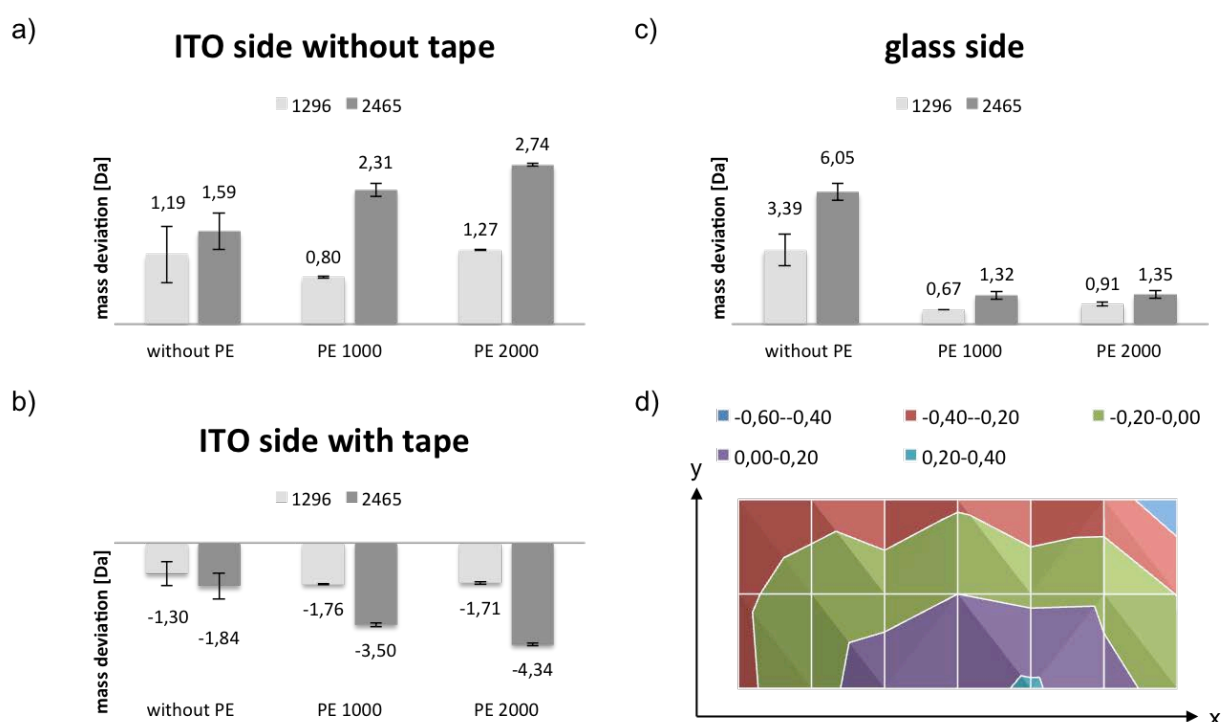 a)
ITO side without tape
1296 2465
mass deviation [Da]
1,19 1,59 0,80 2,31 1,27 2,74
without PE PE 1000 PE 2000
b)
ITO side with tape
1296 2465
mass deviation [Da]
-1,30 -1,84 -1,76 -3,50 -1,71 -4,34
without PE PE 1000 PE 2000
c)
glass side
1296 2465
mass deviation [Da]
3,39 6,05 0,67 1,32 0,91 1,35
without PE PE 1000 PE 2000
d)
-0,60--0,40 -0,40--0,20 -0,20-0,00
0,00-0,20 0,20-0,40
y
x